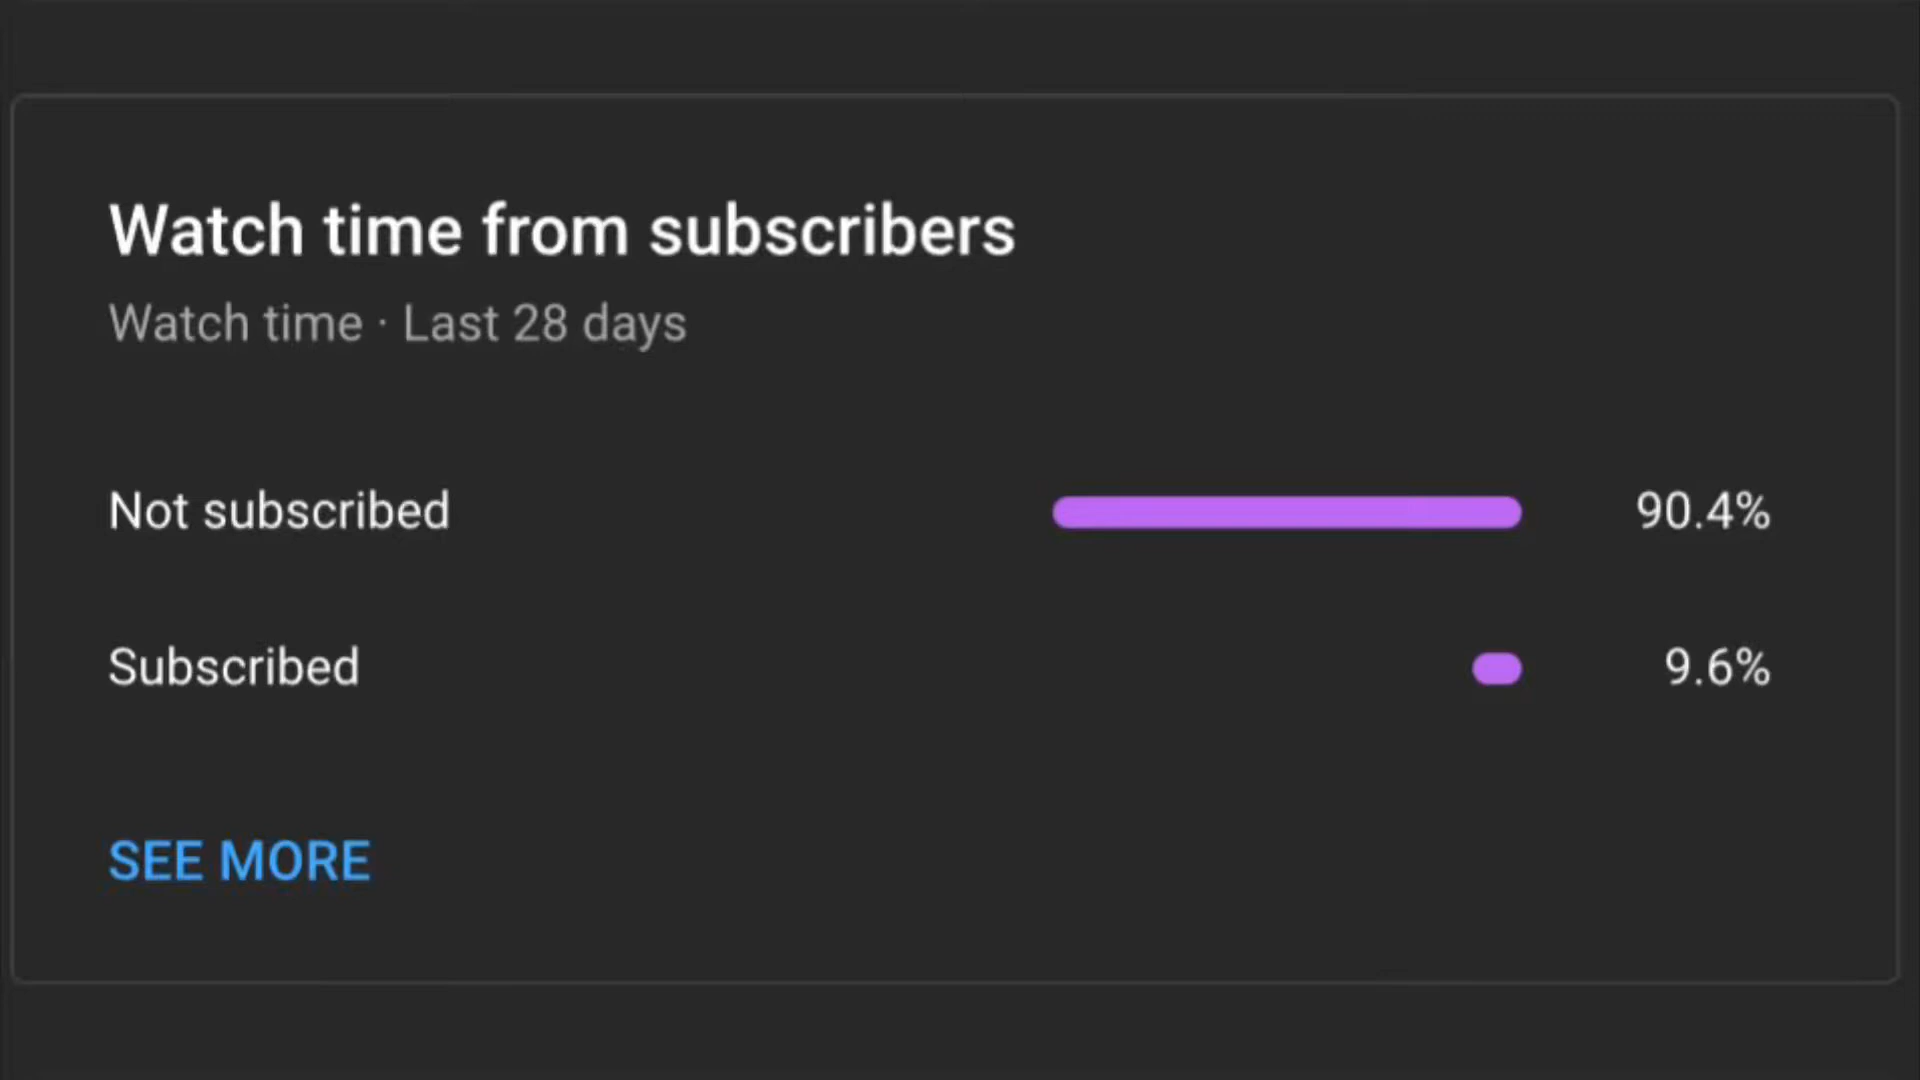 Watch time from subscribers
Watch time · Last 28 days
Not subscribed 90.4%
Subscribed 9.6%
SEE MORE